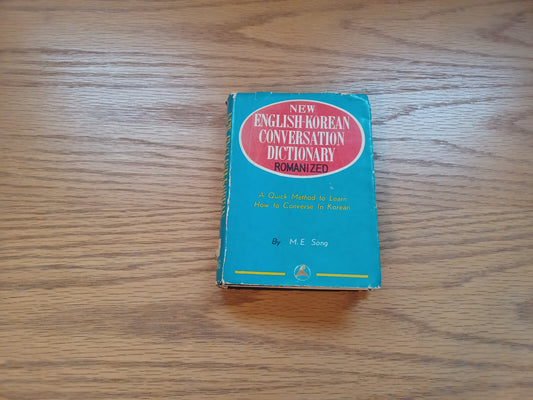 NEW
ENGLISH-KOREAN
CONVERSATION
DICTIONARY
ROMANIZED
A Quick Method to Learn
How to Converse In Korean
By M. E. Song